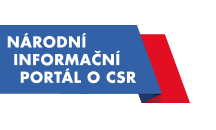 NÁRODNÍ
INFORMAČNÍ
PORTÁL O CSR